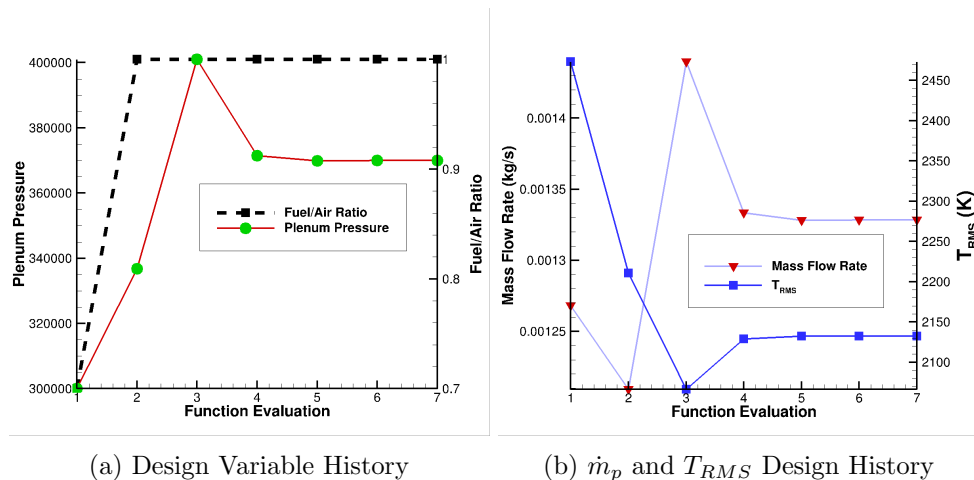 400000
380000
360000
340000
320000
300000
Plenum Pressure
1
0.9
0.8
0.7
Fuel/Air Ratio
Fuel/Air Ratio
Plenum Pressure
1 2 3 4 5 6 7
Function Evaluation
(a) Design Variable History
0.0014
0.00135
0.0013
0.00125
Mass Flow Rate (kg/s)
2450
2400
2350
2300
2250
2200
2150
2100
T_RMS (K)
Mass Flow Rate
T_RMS
1 2 3 4 5 6 7
Function Evaluation
(b) ṁ_p and T_RMS Design History